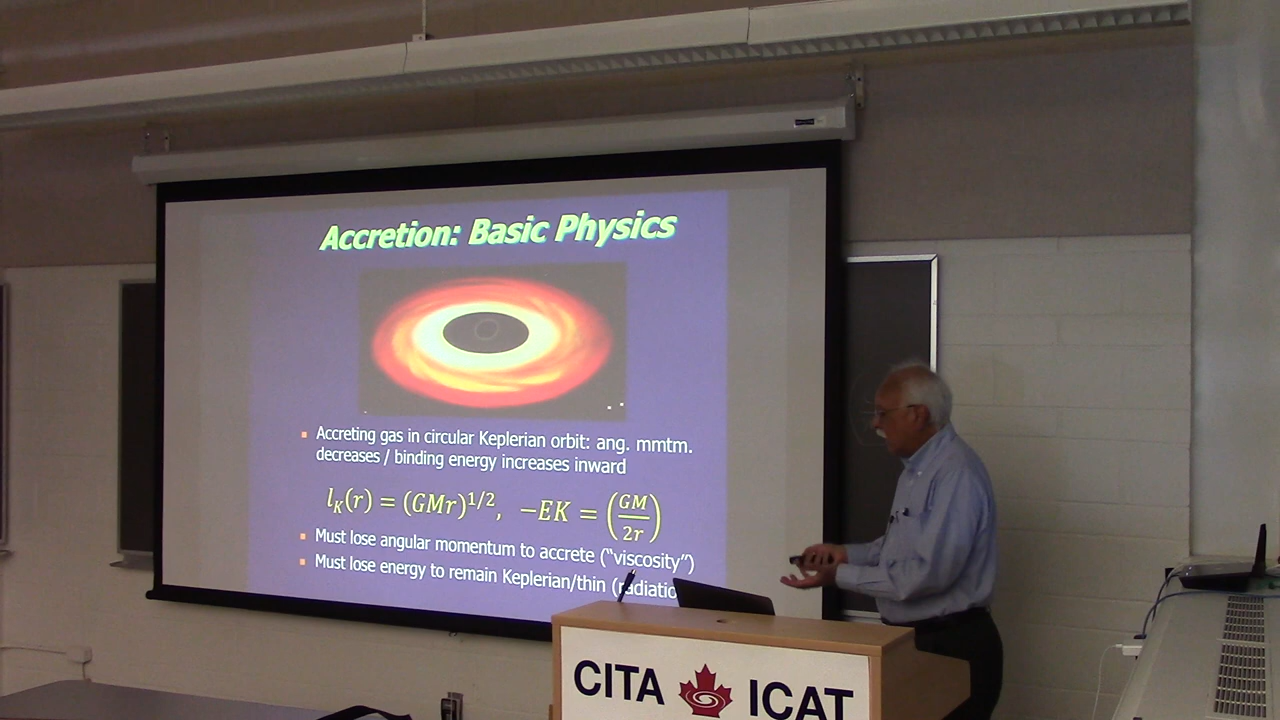 Accretion: Basic Physics
Accreting gas in circular Keplerian orbit: ang. mmtm.
decreases / binding energy increases inward
l_K(r) = (GMr)^{1/2}, −EK = (GM/2r)
Must lose angular momentum to accrete ("viscosity")
Must lose energy to remain Keplerian/thin (radiatio
CITA ICAT